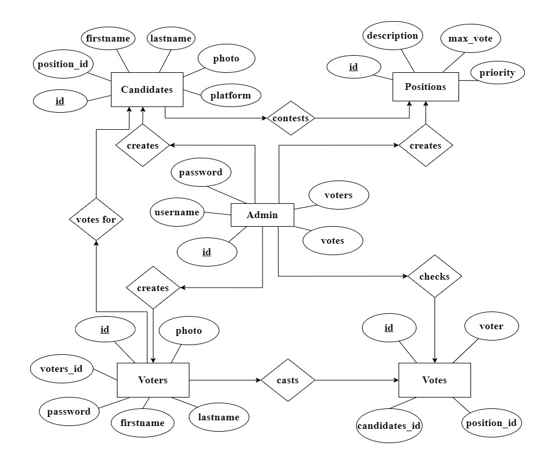 firstname
lastname
description
max_vote
position_id
photo
id
priority
id
Candidates
platform
Positions
contests
creates
creates
password
voters
username
Admin
votes for
id
votes
creates
checks
id
photo
id
voter
voters_id
Voters
casts
Votes
password
firstname
lastname
candidates_id
position_id